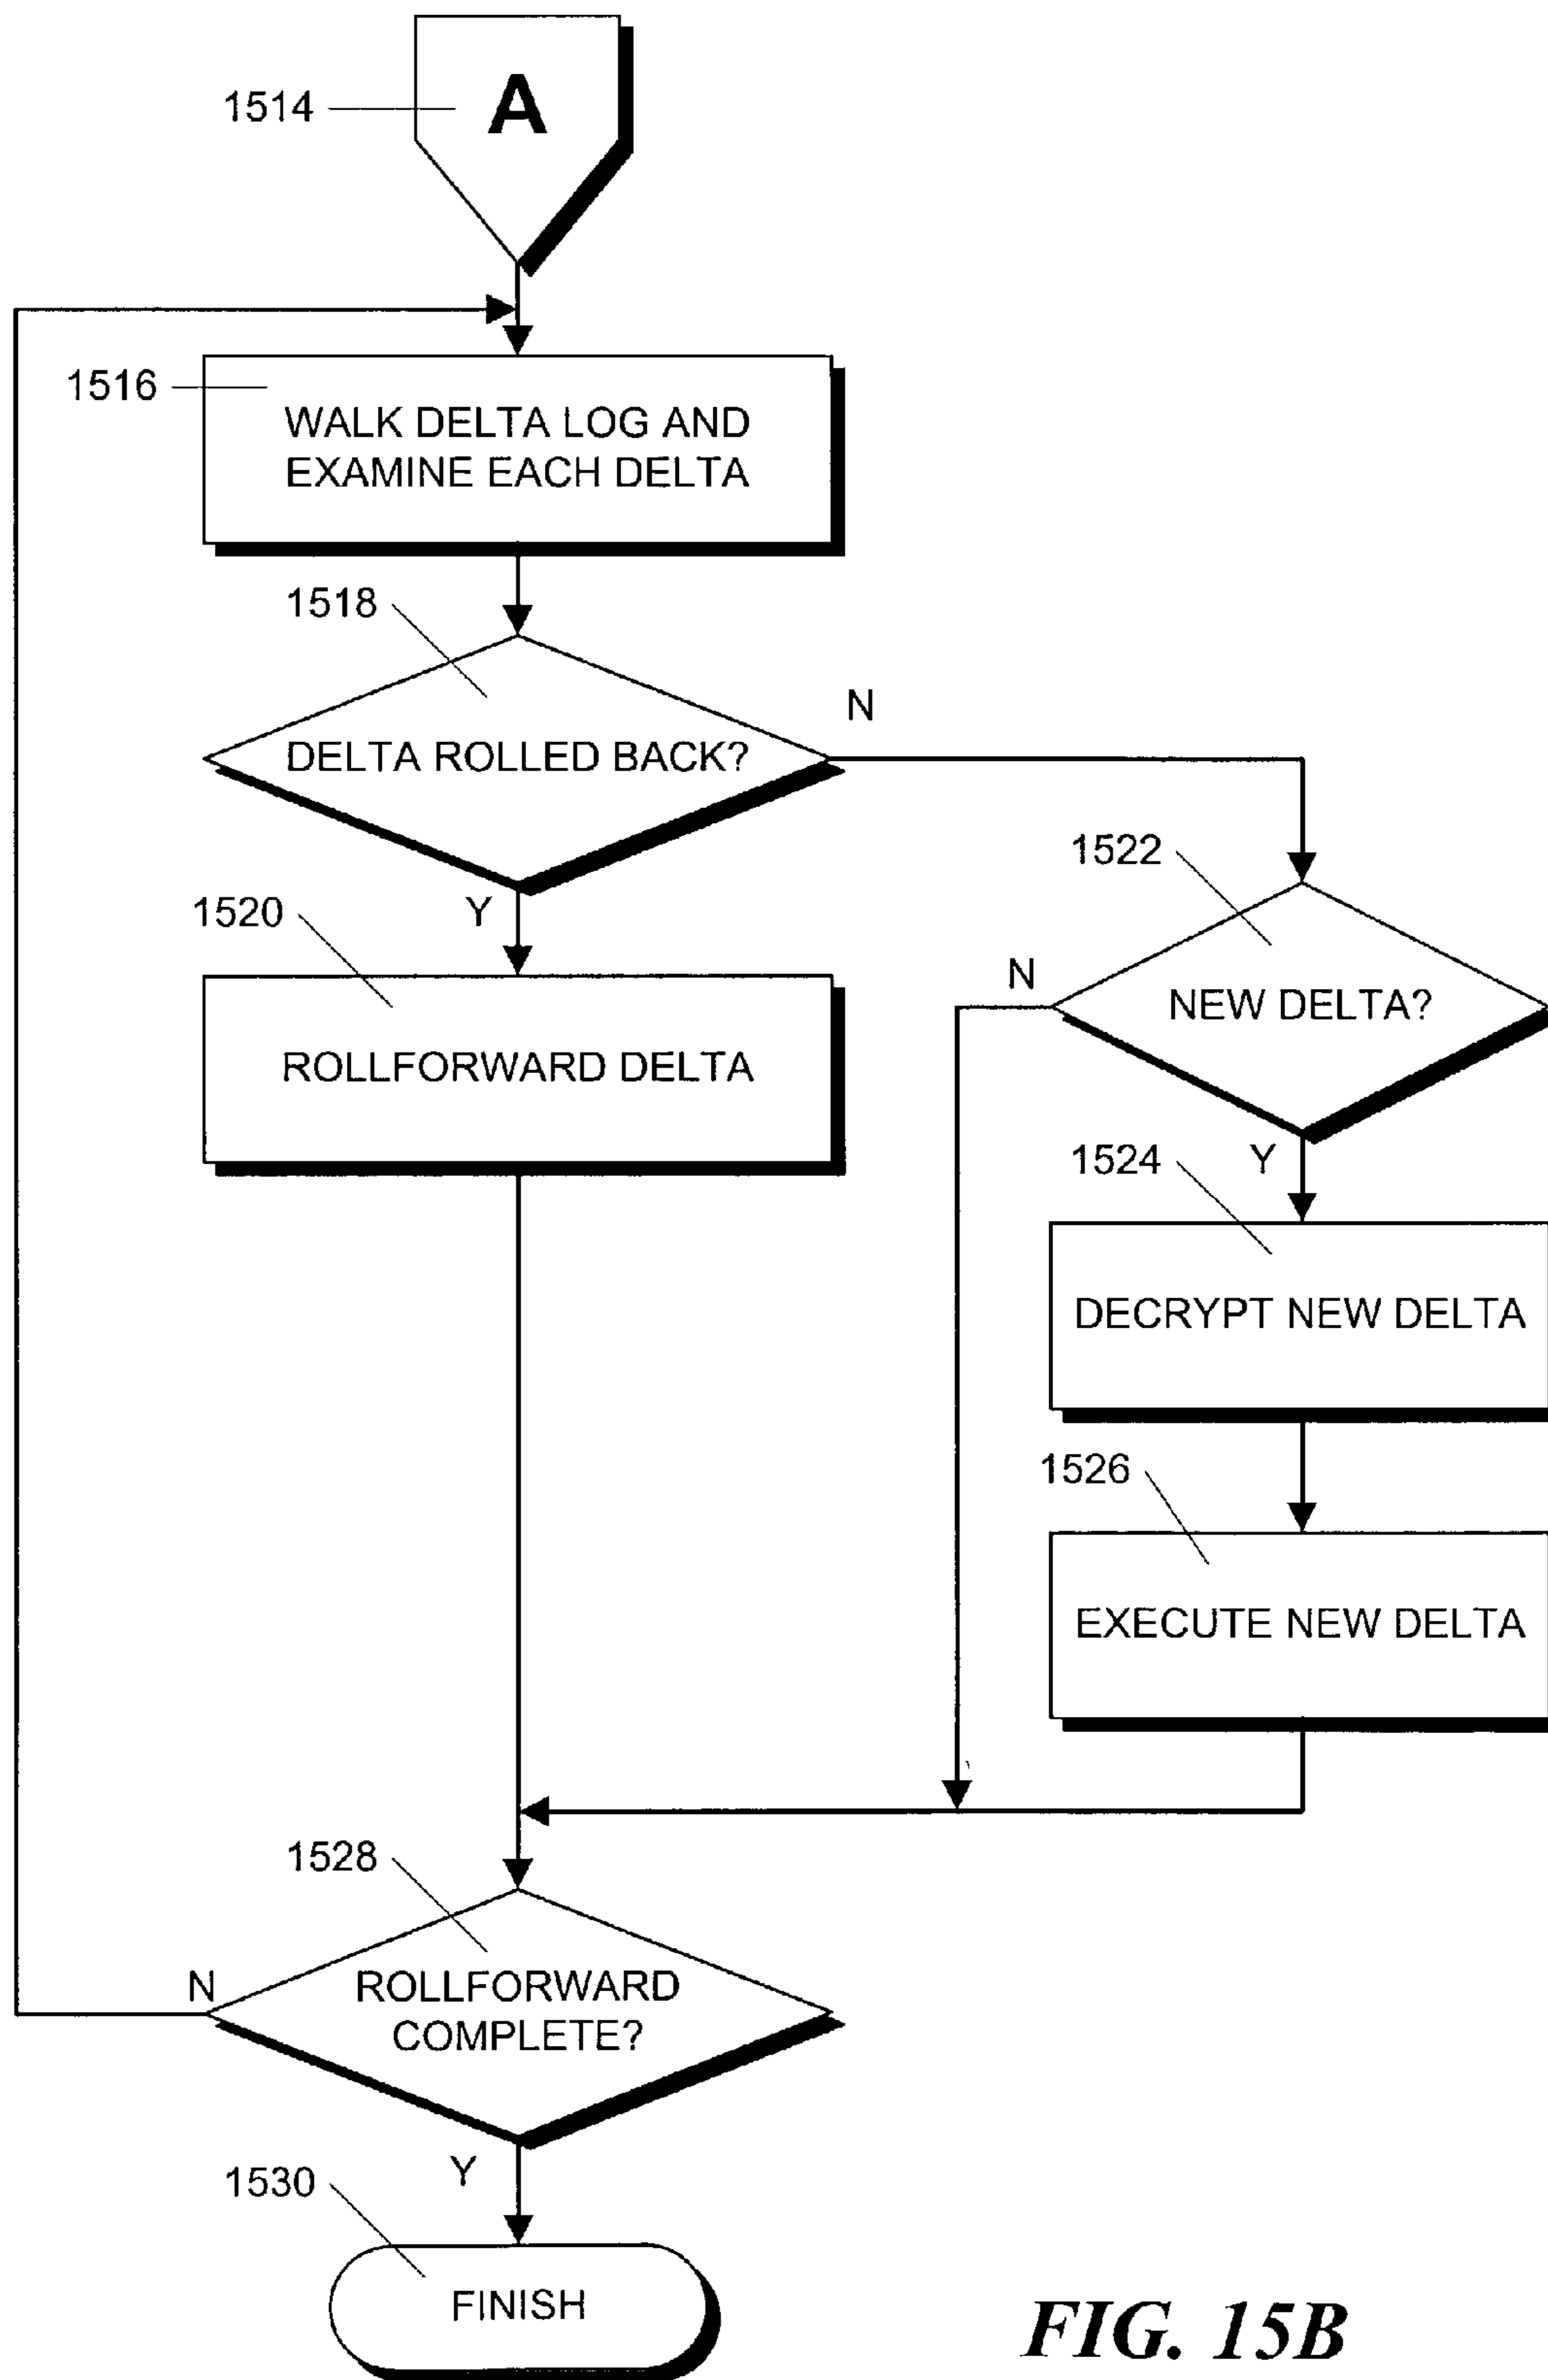 1514
A
1516
WALK DELTA LOG AND
EXAMINE EACH DELTA
1518
DELTA ROLLED BACK?
N
Y
1520
ROLLFORWARD DELTA
1522
NEW DELTA?
N
Y
1524
DECRYPT NEW DELTA
1526
EXECUTE NEW DELTA
1528
ROLLFORWARD
COMPLETE?
N
Y
1530
FINISH
FIG. 15B